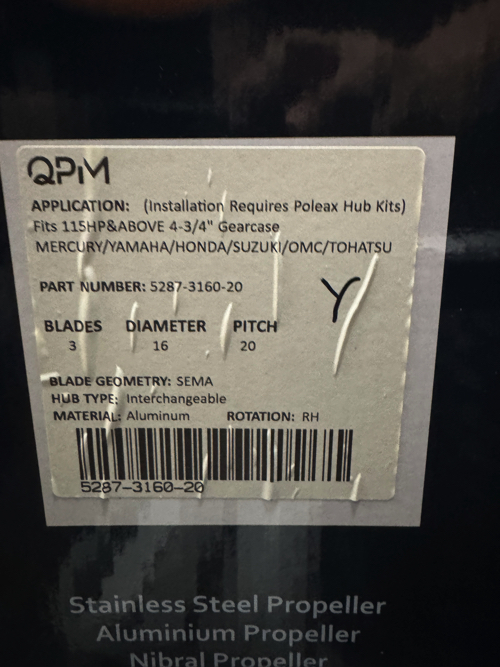 QPM
APPLICATION: (Installation Requires Poleax Hub Kits)
Fits 115HP&ABOVE 4-3/4" Gearcase
MERCURY/YAMAHA/HONDA/SUZUKI/OMC/TOHATSU
PART NUMBER: 5287-3160-20
Y
BLADES DIAMETER PITCH
3 16 20
BLADE GEOMETRY: SEMA
HUB TYPE: Interchangeable
MATERIAL: Aluminum ROTATION: RH
5287-3160-20
Stainless Steel Propeller
Aluminium Propeller
Nibral Propeller